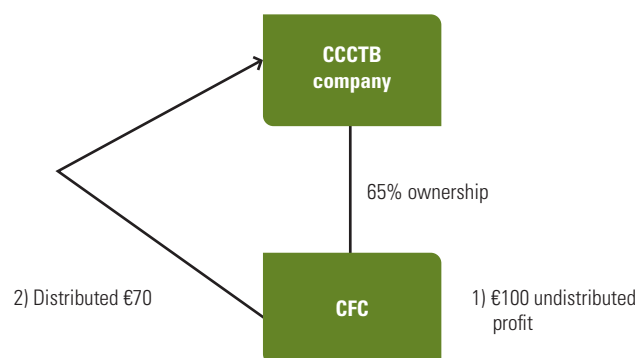 CCCTB
company
65% ownership
2) Distributed €70
CFC
1) €100 undistributed
profit